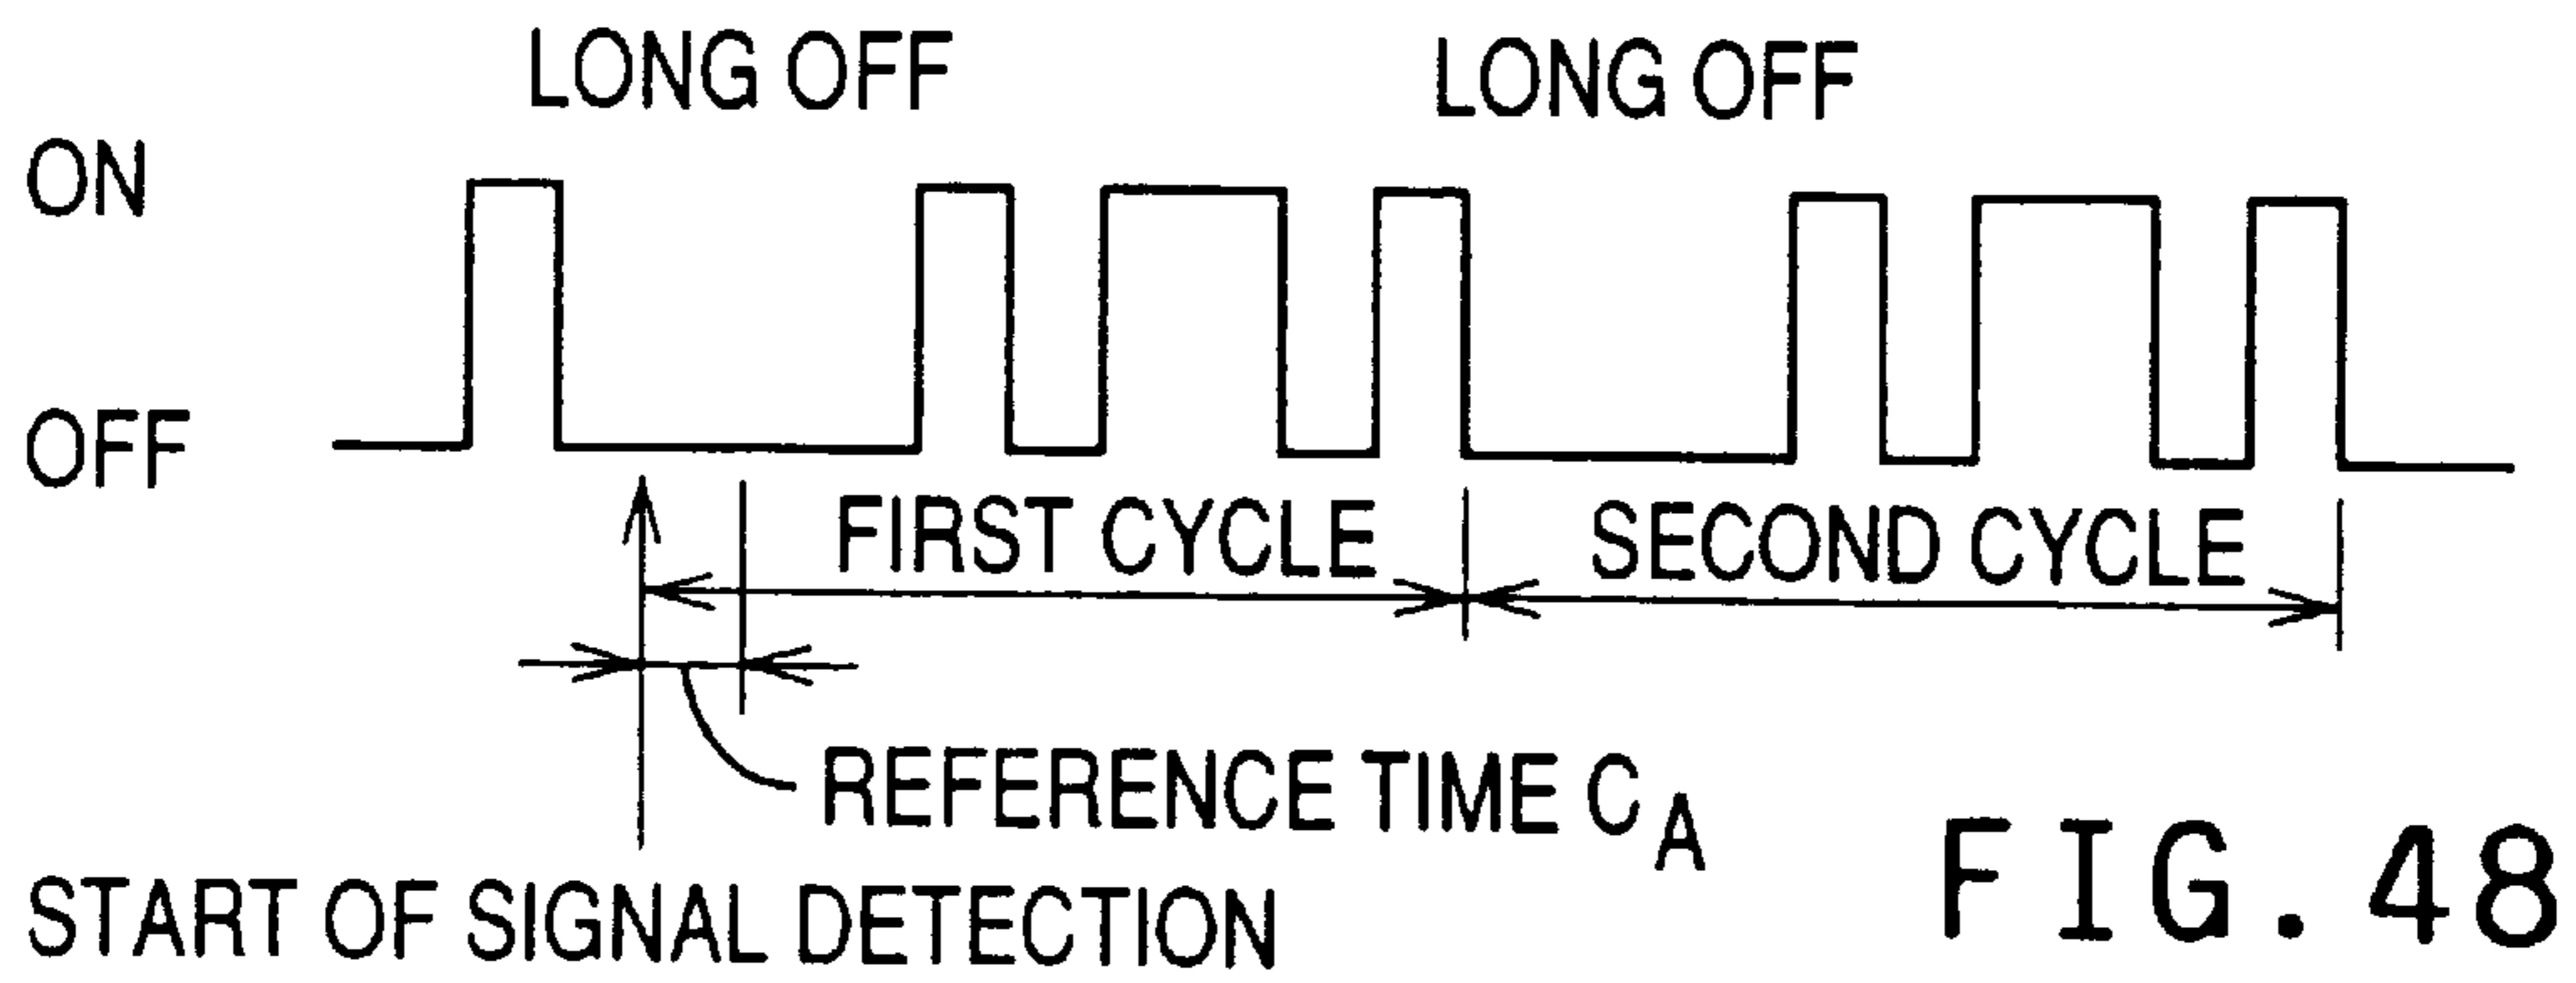 LONG OFF
LONG OFF
ON
OFF
FIRST CYCLE
SECOND CYCLE
REFERENCE TIME CA
START OF SIGNAL DETECTION
FIG. 48